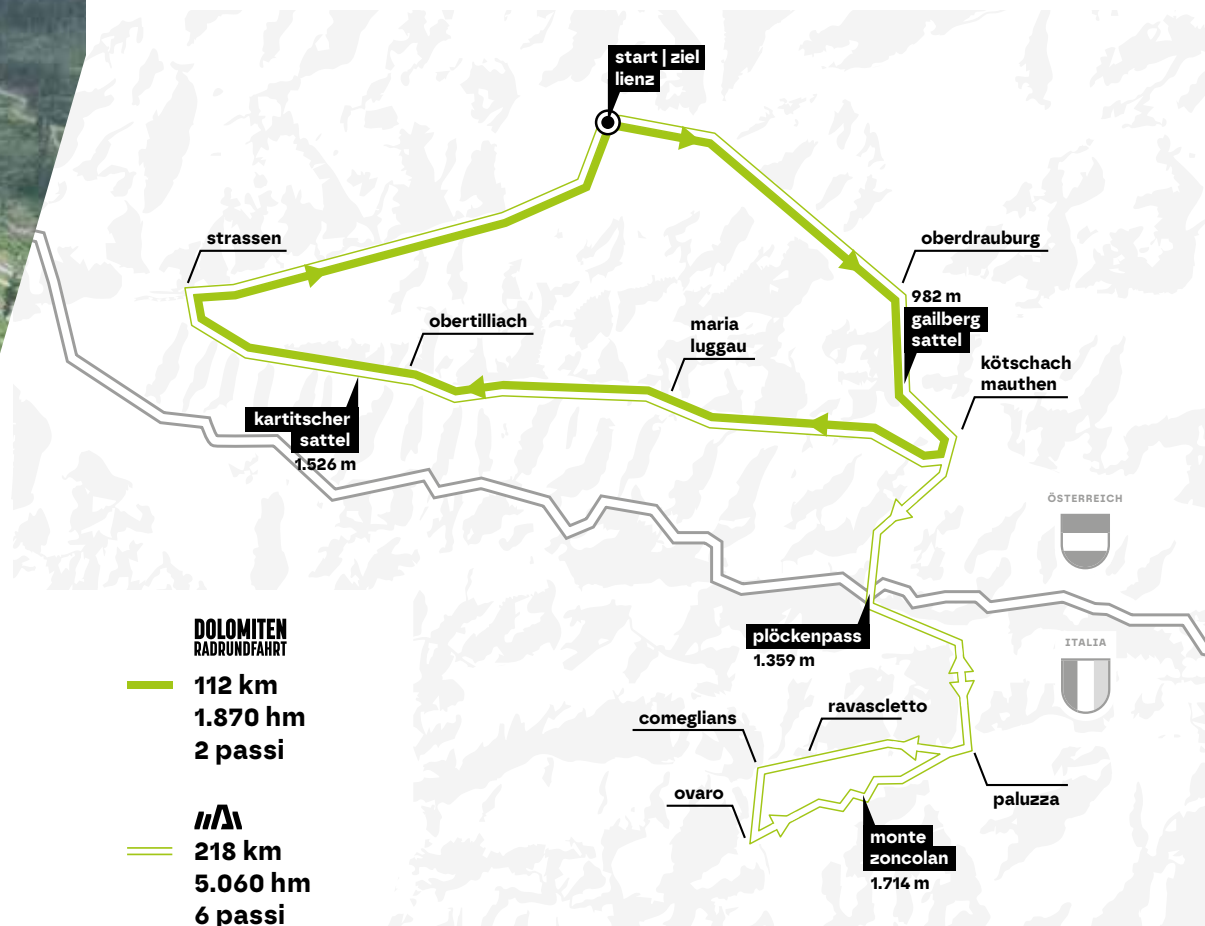 start | ziel
lienz
strassen
oberdrauburg
982 m
gailberg
sattel
obertilliach
maria
luggau
kötschach
mauthen
kartitscher
sattel
1.526 m
ÖSTERREICH
plöckenpass
1.359 m
ITALIA
DOLOMITEN
RADRUNDFAHRT
112 km
1.870 hm
2 passi
comeglians
ravascletto
ovaro
paluzza
monte
zoncolan
1.714 m
218 km
5.060 hm
6 passi